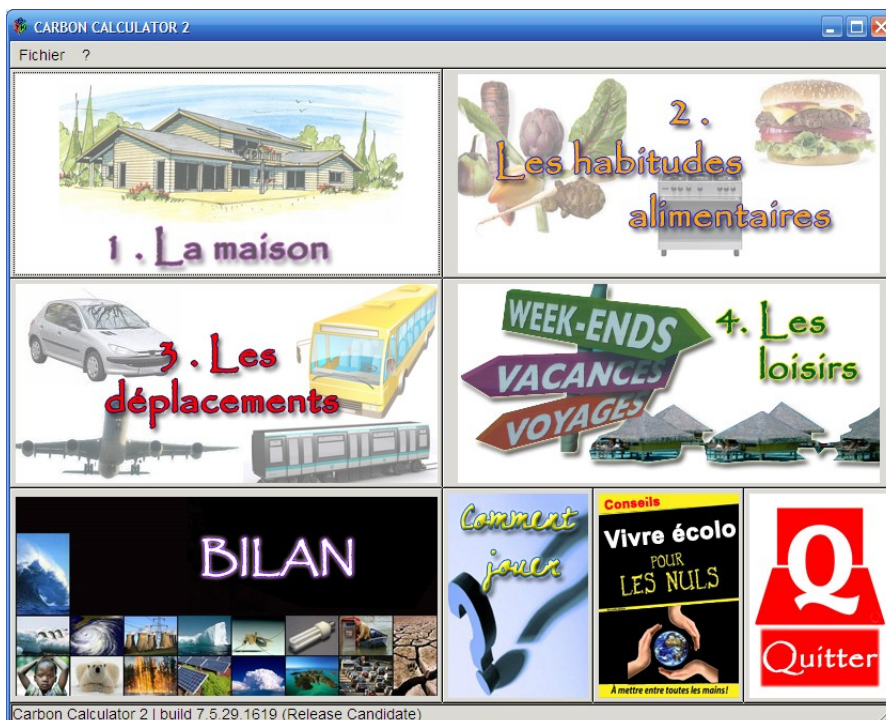 CARBON CALCULATOR 2
Fichier ?
1 . La maison
2 .
Les habitudes
alimentaires
3 . Les
déplacements
WEEK-ENDS
VACANCES
VOYAGES
4. Les
loisirs
BILAN
Comment
jouer
Conseils
Vivre écolo
POUR
LES NULS
À mettre entre toutes les mains!
Q
Quitter
Carbon Calculator 2 | build 7.5.29.1619 (Release Candidate)